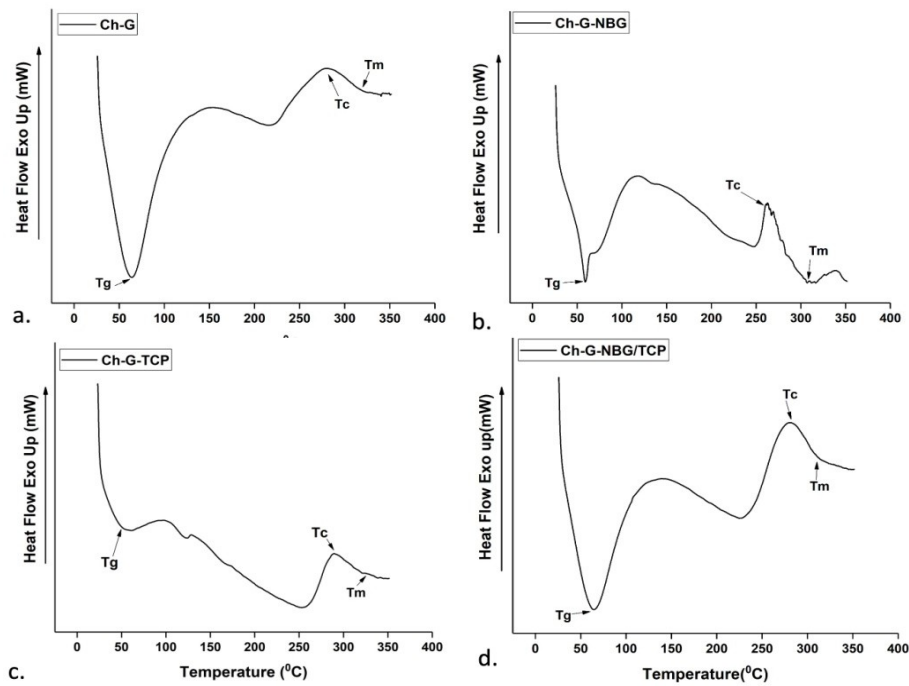 Ch-G
Heat Flow Exo Up (mW)
Tg
Tc
Tm
0 50 100 150 200 250 300 350 400
a.
Ch-G-NBG
Heat Flow Exo Up (mW)
Tg
Tc
Tm
0 50 100 150 200 250 300 350 400
b.
Ch-G-TCP
Heat Flow Exo Up (mW)
Tg
Tc
Tm
0 50 100 150 200 250 300 350 400
Temperature (⁰C)
c.
Ch-G-NBG/TCP
Heat Flow Exo up(mW)
Tg
Tc
Tm
0 50 100 150 200 250 300 350 400
Temperature(⁰C)
d.